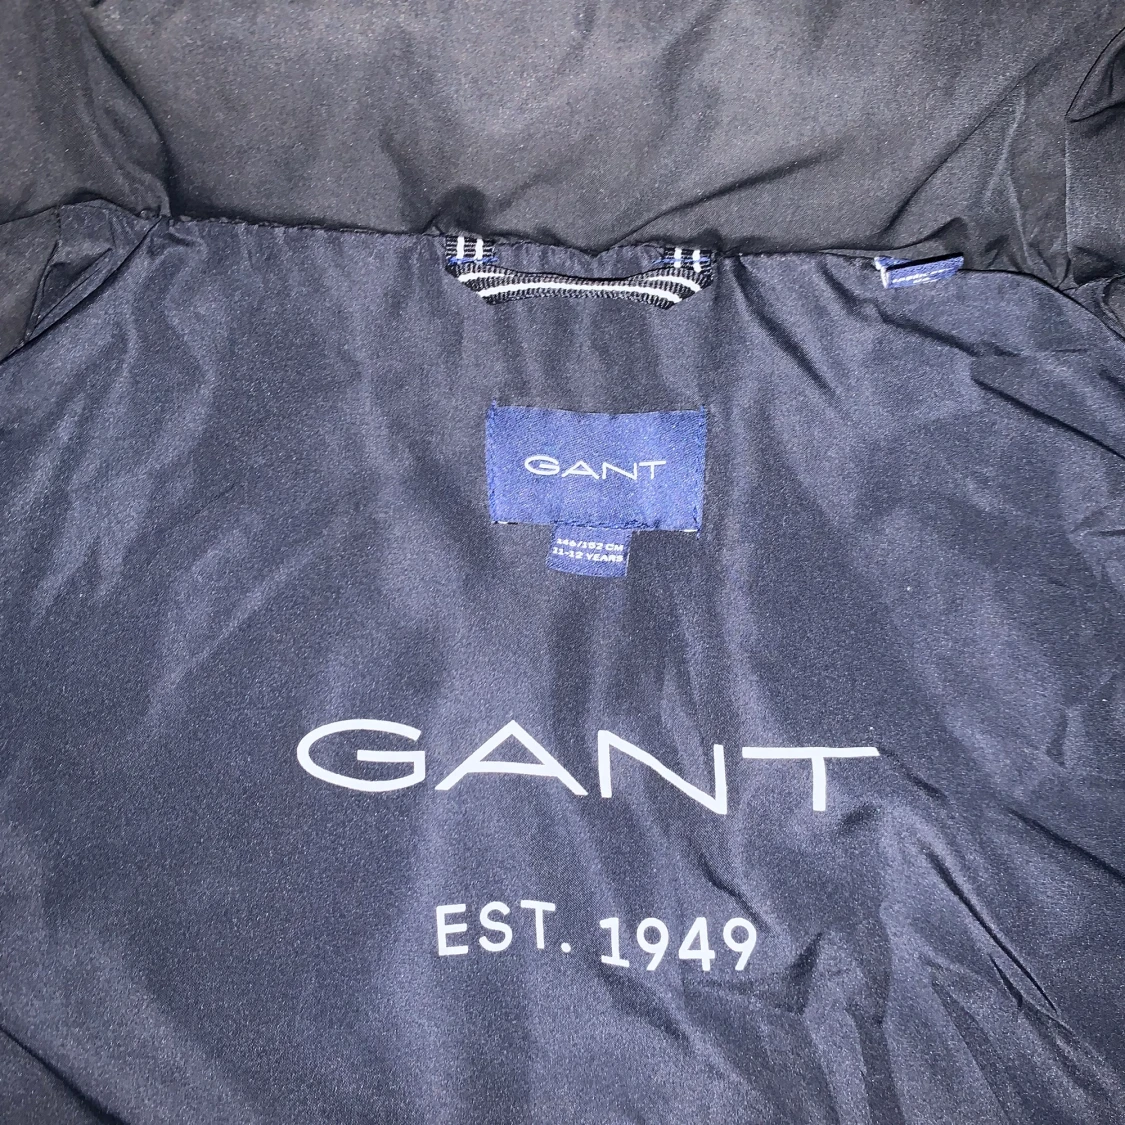 GANT
146/152 CM
11-12 YEARS
GANT
EST. 1949